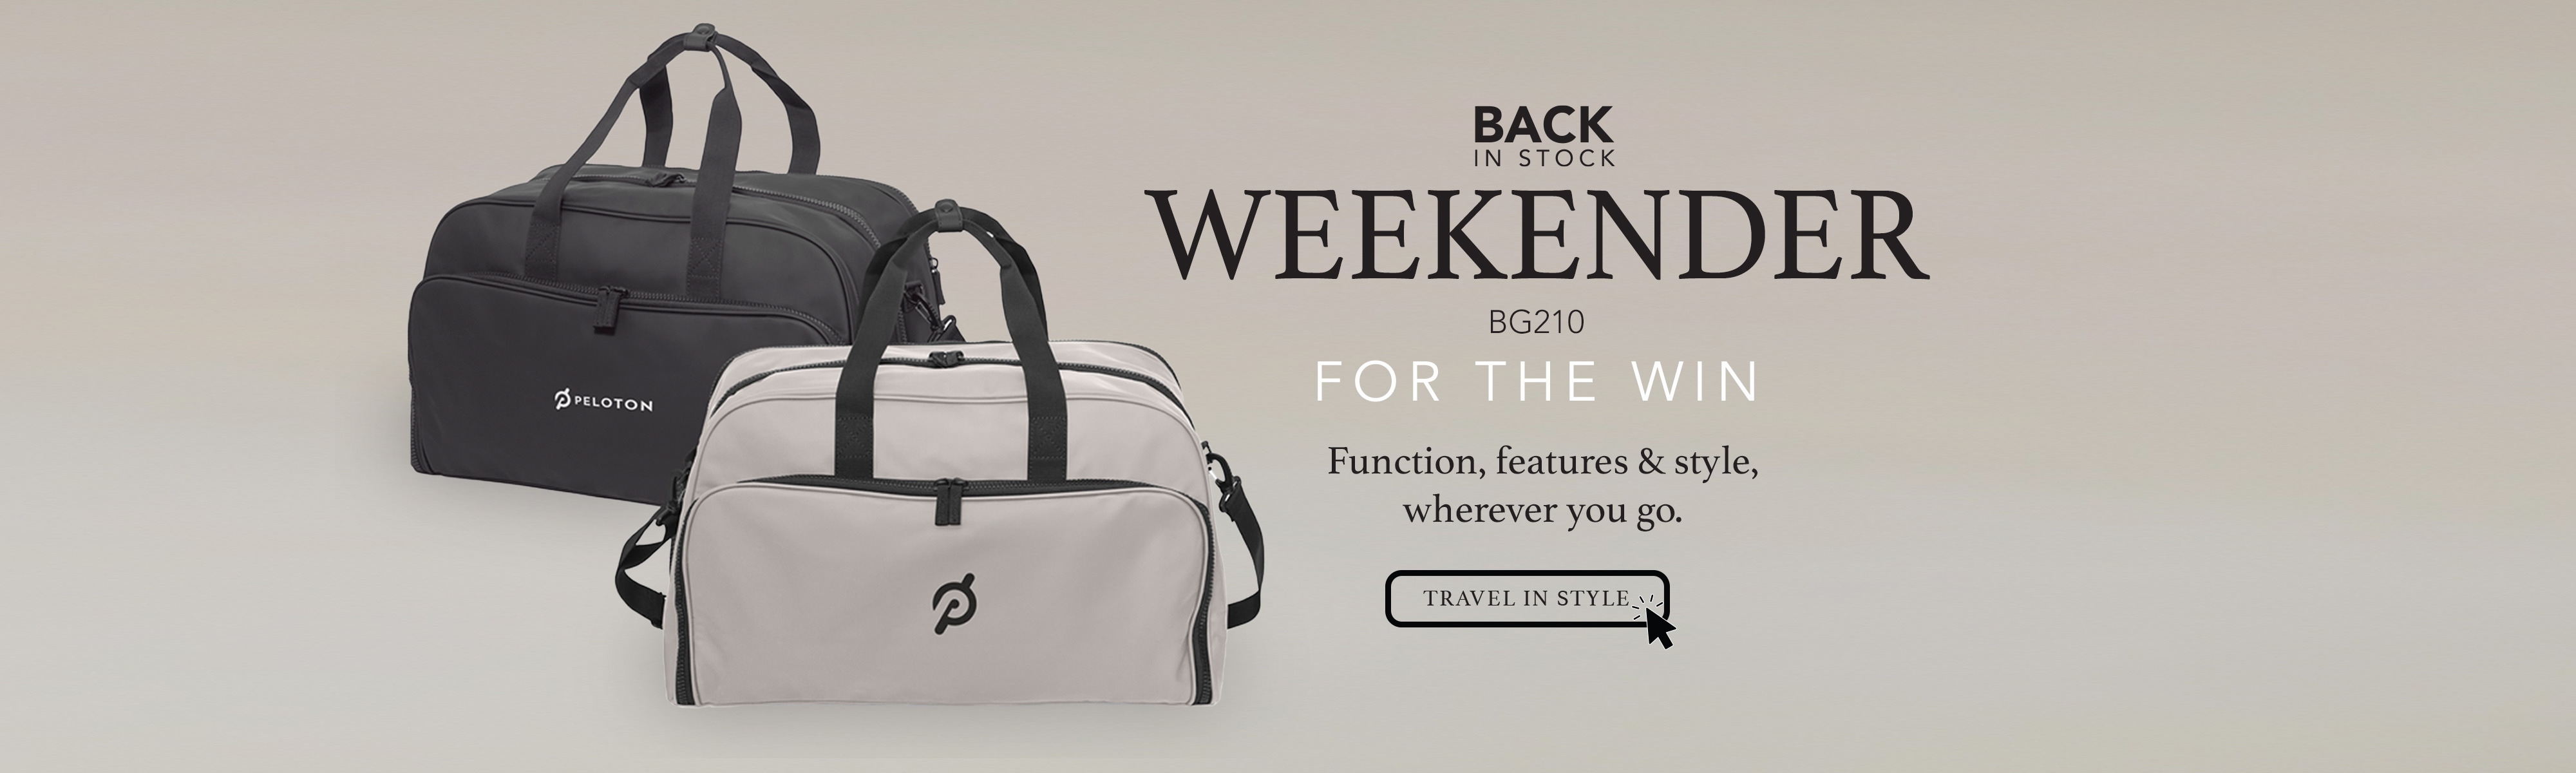 BACK
IN STOCK
WEEKENDER
BG210
FOR THE WIN
Function, features & style,
wherever you go.
TRAVEL IN STYLE
PELOTON